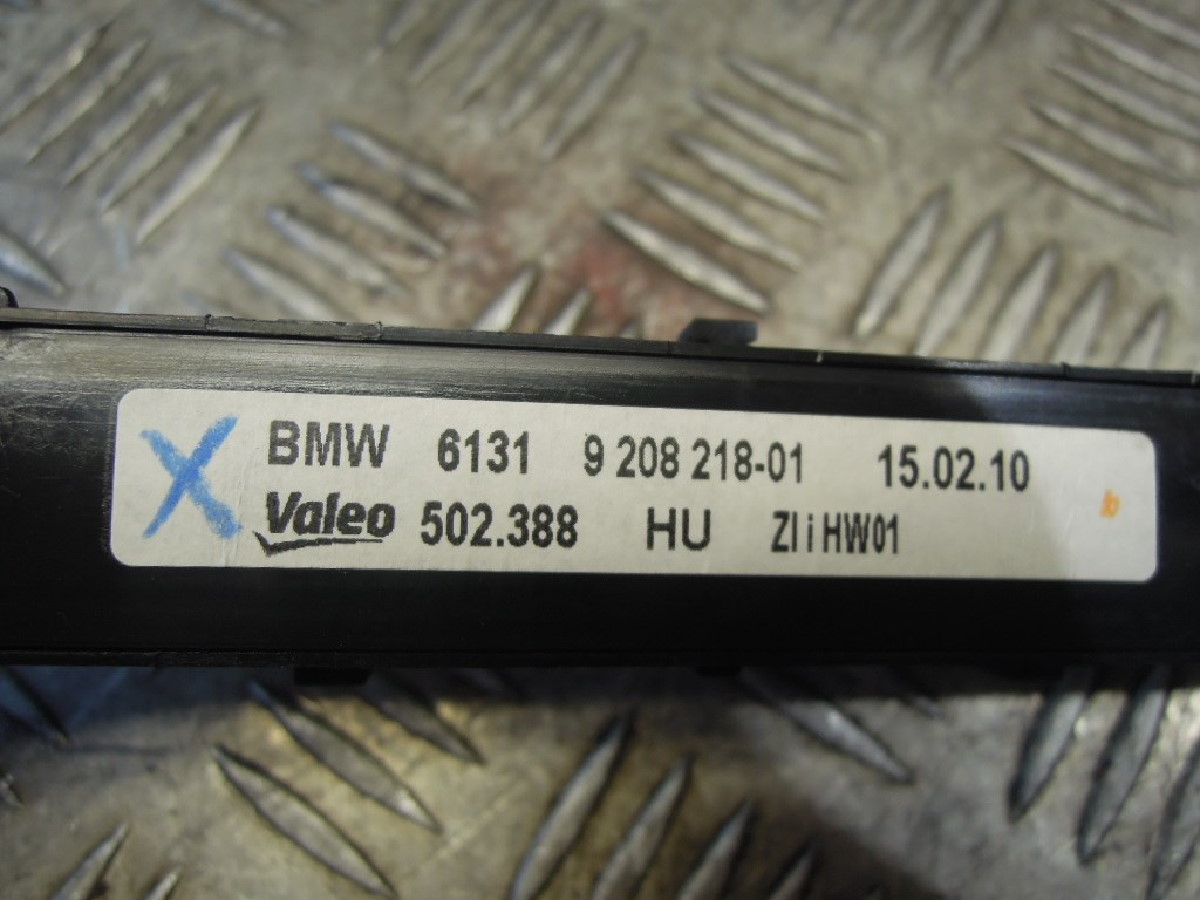 BMW 6131 9 208 218-01 15.02.10
Valeo 502.388 HU ZI i HW01